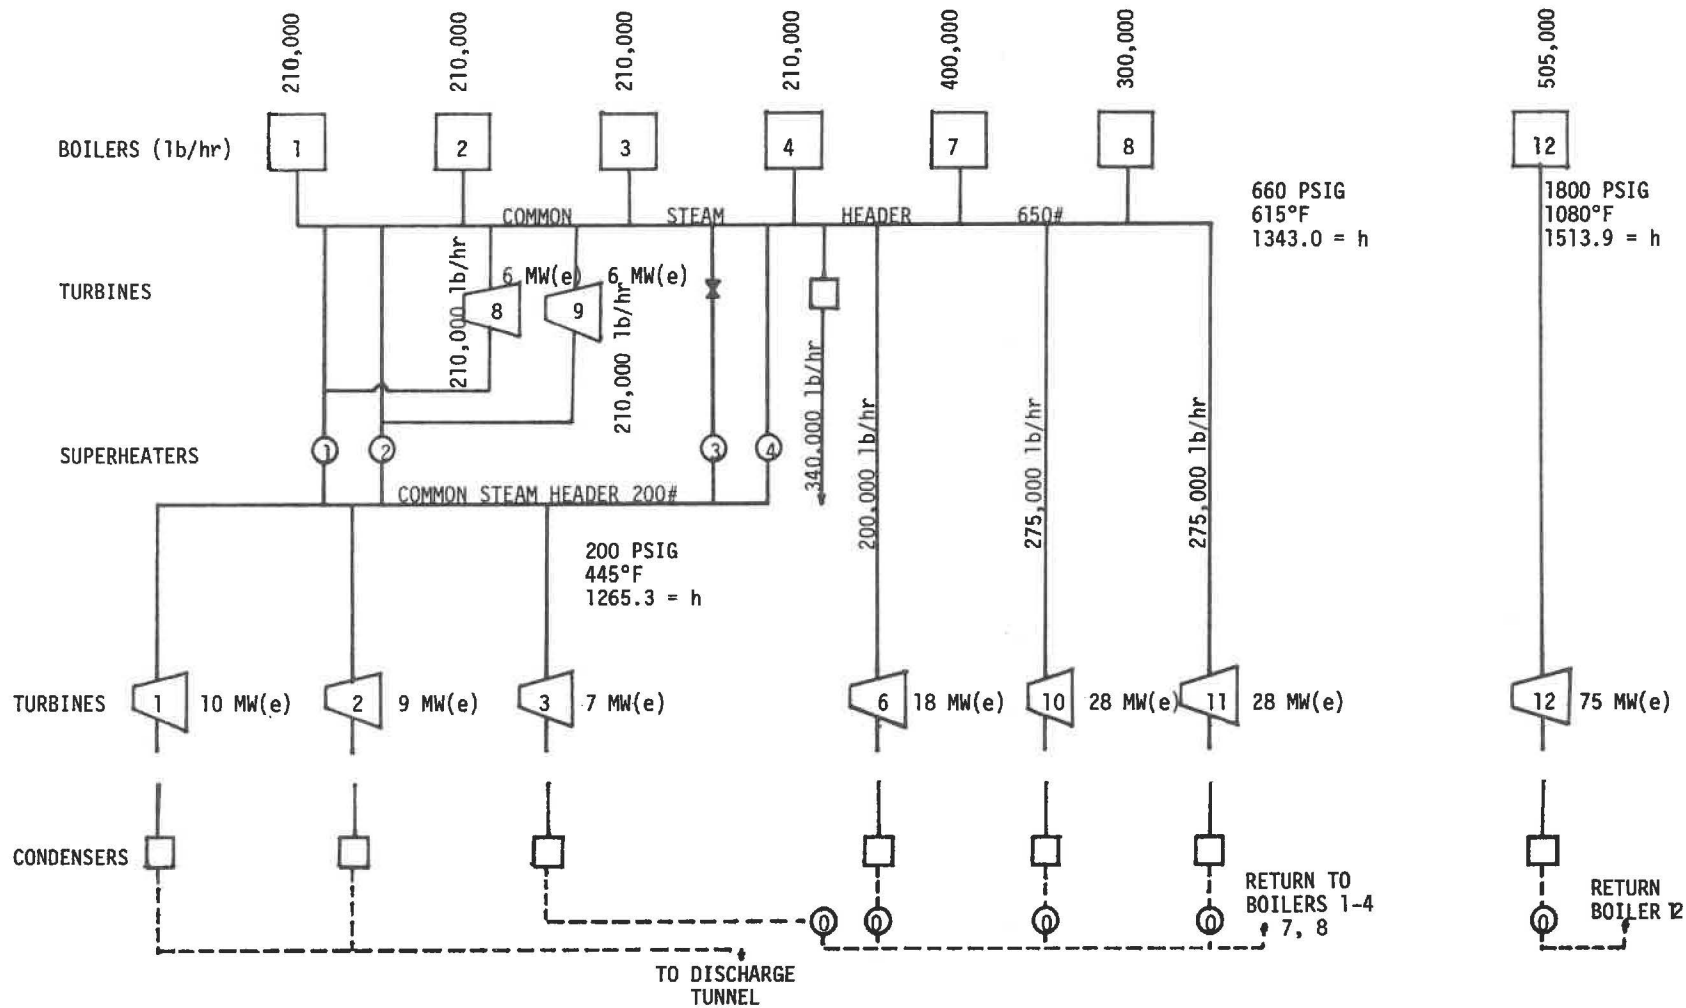 210,000
210,000
210,000
210,000
400,000
300,000
505,000
BOILERS (lb/hr)
1
2
3
4
7
8
12
COMMON STEAM HEADER 650#
660 PSIG
615°F
1343.0 = h
1800 PSIG
1080°F
1513.9 = h
TURBINES
210,000 lb/hr
6 MW(e)
8
6 MW(e)
9
210,000 lb/hr
340,000 lb/hr
200,000 lb/hr
275,000 lb/hr
275,000 lb/hr
SUPERHEATERS
1
2
3
4
COMMON STEAM HEADER 200#
200 PSIG
445°F
1265.3 = h
TURBINES
1
10 MW(e)
2
9 MW(e)
3
7 MW(e)
6
18 MW(e)
10
28 MW(e)
11
28 MW(e)
12
75 MW(e)
CONDENSERS
RETURN TO
BOILERS 1-4
7, 8
RETURN
BOILER 12
0
0
0
0
0
TO DISCHARGE
TUNNEL